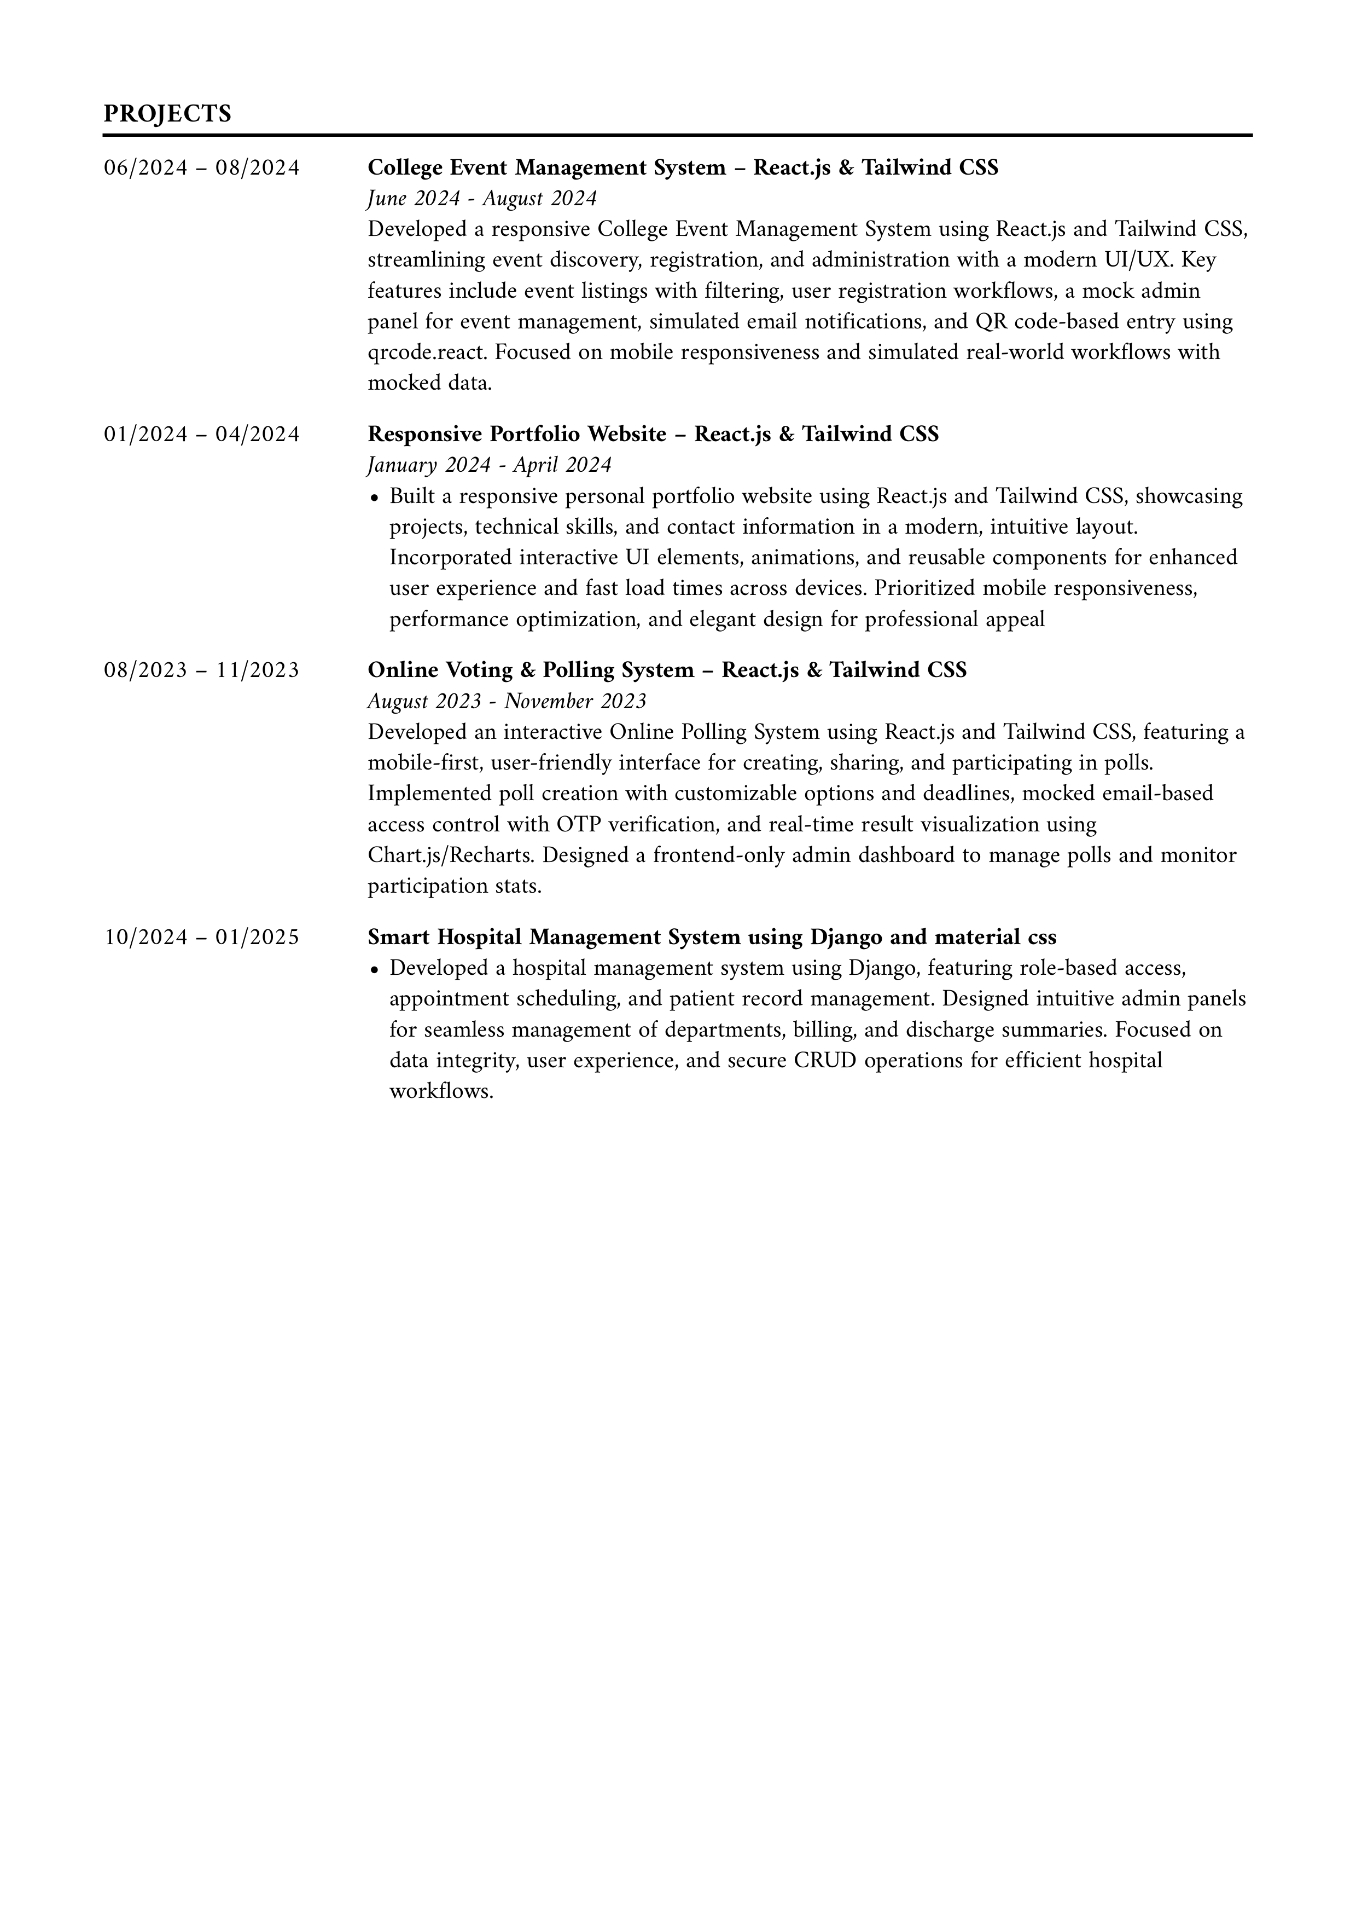 PROJECTS
06/2024 – 08/2024 College Event Management System – React.js & Tailwind CSS
June 2024 - August 2024
Developed a responsive College Event Management System using React.js and Tailwind CSS,
streamlining event discovery, registration, and administration with a modern UI/UX. Key
features include event listings with filtering, user registration workflows, a mock admin
panel for event management, simulated email notifications, and QR code-based entry using
qrcode.react. Focused on mobile responsiveness and simulated real-world workflows with
mocked data.
01/2024 – 04/2024 Responsive Portfolio Website – React.js & Tailwind CSS
January 2024 - April 2024
• Built a responsive personal portfolio website using React.js and Tailwind CSS, showcasing
projects, technical skills, and contact information in a modern, intuitive layout.
Incorporated interactive UI elements, animations, and reusable components for enhanced
user experience and fast load times across devices. Prioritized mobile responsiveness,
performance optimization, and elegant design for professional appeal
08/2023 – 11/2023 Online Voting & Polling System – React.js & Tailwind CSS
August 2023 - November 2023
Developed an interactive Online Polling System using React.js and Tailwind CSS, featuring a
mobile-first, user-friendly interface for creating, sharing, and participating in polls.
Implemented poll creation with customizable options and deadlines, mocked email-based
access control with OTP verification, and real-time result visualization using
Chart.js/Recharts. Designed a frontend-only admin dashboard to manage polls and monitor
participation stats.
10/2024 – 01/2025 Smart Hospital Management System using Django and material css
• Developed a hospital management system using Django, featuring role-based access,
appointment scheduling, and patient record management. Designed intuitive admin panels
for seamless management of departments, billing, and discharge summaries. Focused on
data integrity, user experience, and secure CRUD operations for efficient hospital
workflows.